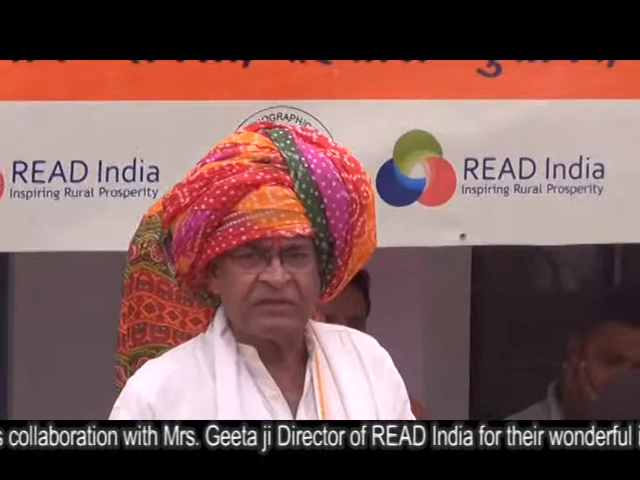 OGRAPHIC
READ India
Inspiring Rural Prosperity
READ India
Inspiring Rural Prosperity
collaboration with Mrs. Geeta ji Director of READ India for their wonderful